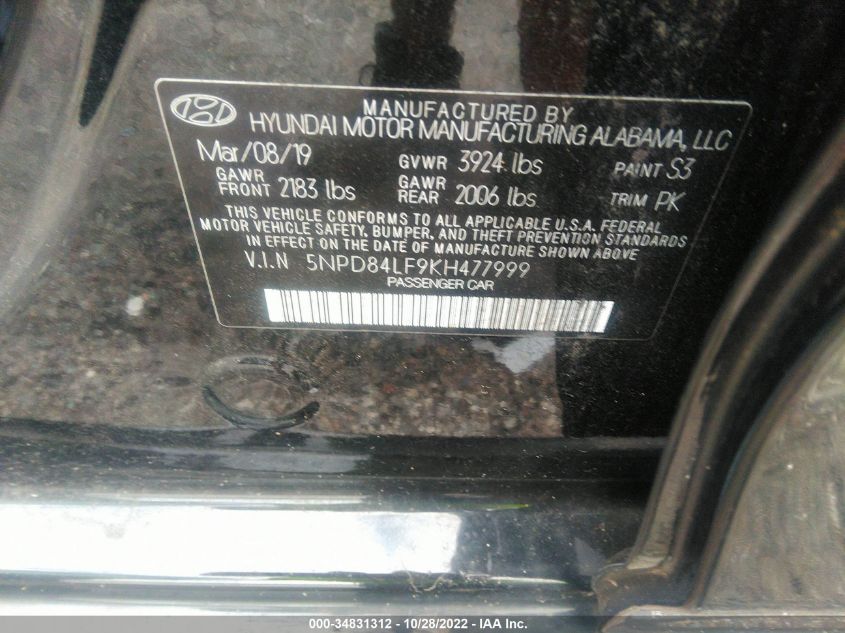 MANUFACTURED BY
HYUNDAI MOTOR MANUFACTURING ALABAMA, LLC
Mar/08/19 GVWR 3924 lbs PAINT S3
GAWR FRONT 2183 lbs GAWR REAR 2006 lbs TRIM PK
THIS VEHICLE CONFORMS TO ALL APPLICABLE U.S.A. FEDERAL
MOTOR VEHICLE SAFETY, BUMPER, AND THEFT PREVENTION STANDARDS
IN EFFECT ON THE DATE OF MANUFACTURE SHOWN ABOVE
V.I.N 5NPD84LF9KH477999
PASSENGER CAR
000-34831312 - 10/28/2022 - IAA Inc.